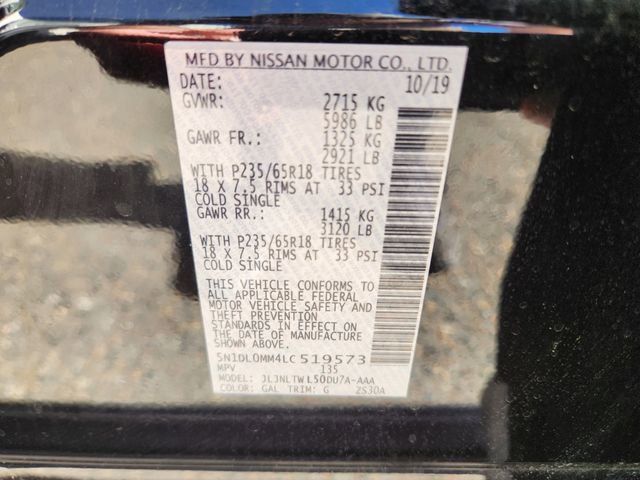 MFD BY NISSAN MOTOR CO., LTD.
DATE: 10/19
GVWR: 2715 KG
5986 LB
GAWR FR.: 1325 KG
2921 LB
WITH P235/65R18 TIRES
18 X 7.5 RIMS AT 33 PSI
COLD SINGLE
GAWR RR.: 1415 KG
3120 LB
WITH P235/65R18 TIRES
18 X 7.5 RIMS AT 33 PSI
COLD SINGLE
THIS VEHICLE CONFORMS TO
ALL APPLICABLE FEDERAL
MOTOR VEHICLE SAFETY AND
THEFT PREVENTION
STANDARDS IN EFFECT ON
THE DATE OF MANUFACTURE
SHOWN ABOVE.
5N1DL0MM4LC519573
MPV 135
MODEL: JLJNLTWL50DU7A-AAA
COLOR: GAL TRIM: G ZS30A